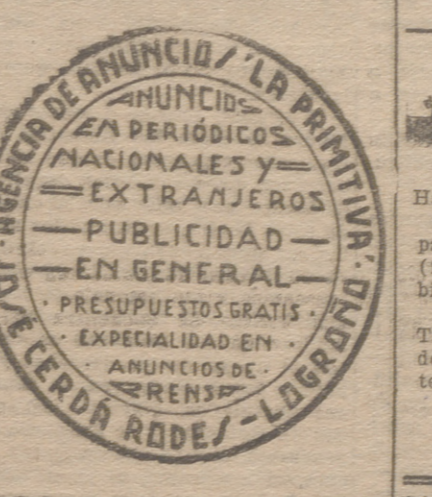 AGENCIA DE ANUNCIOS 'LA PRIMITIVA'
· JOSÉ CERDÁ RODES - LOGROÑO ·
ANUNCIOS
EN PERIÓDICOS
NACIONALES Y
EXTRANJEROS
— PUBLICIDAD —
— EN GENERAL —
· PRESUPUESTOS GRATIS ·
· EXPECIALIDAD EN ·
· ANUNCIOS DE ·
PRENSA